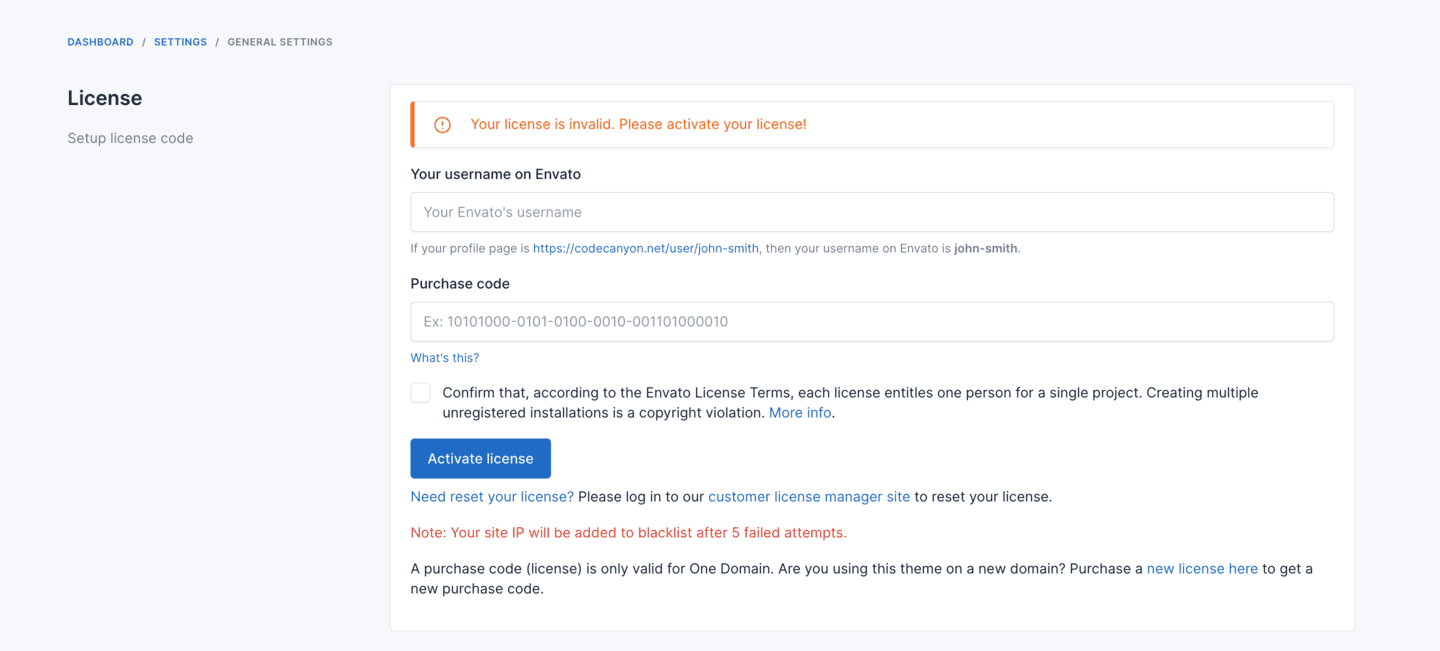 DASHBOARD / SETTINGS / GENERAL SETTINGS
License
Setup license code
Your license is invalid. Please activate your license!
Your username on Envato
Your Envato's username
If your profile page is https://codecanyon.net/user/john-smith, then your username on Envato is john-smith.
Purchase code
Ex: 10101000-0101-0100-0010-001101000010
What's this?
Confirm that, according to the Envato License Terms, each license entitles one person for a single project. Creating multiple
unregistered installations is a copyright violation. More info.
Activate license
Need reset your license? Please log in to our customer license manager site to reset your license.
Note: Your site IP will be added to blacklist after 5 failed attempts.
A purchase code (license) is only valid for One Domain. Are you using this theme on a new domain? Purchase a new license here to get a
new purchase code.